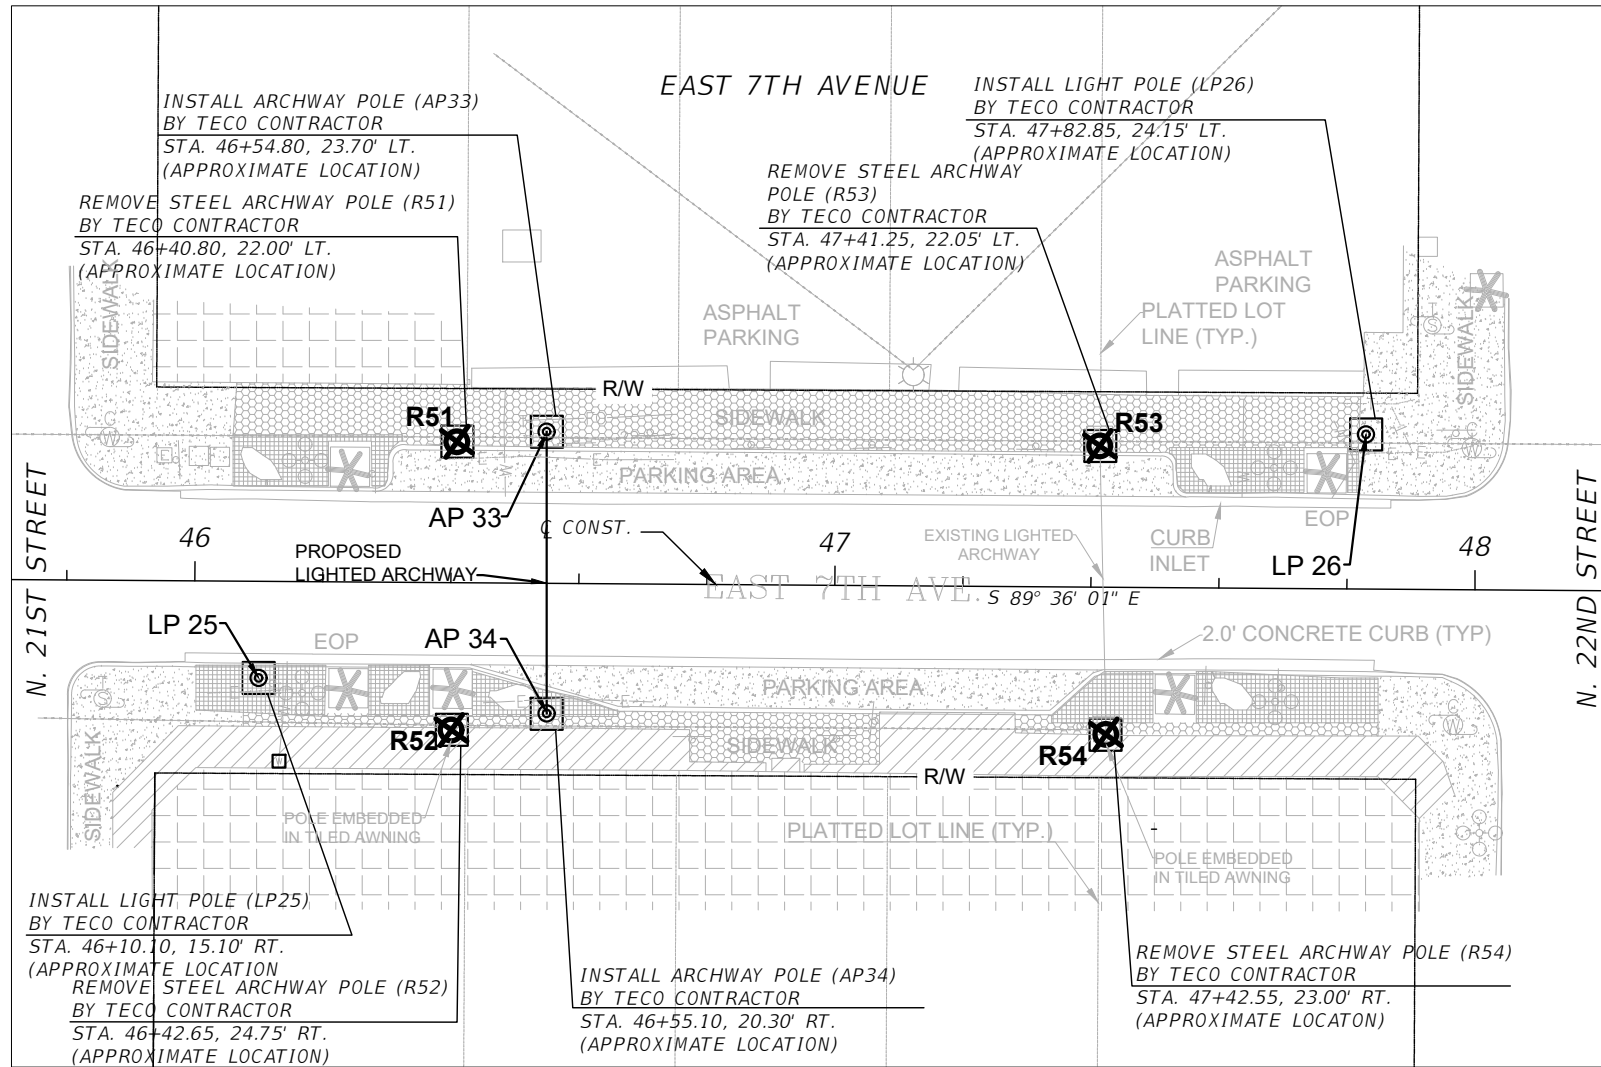 EAST 7TH AVENUE
INSTALL ARCHWAY POLE (AP33)
BY TECO CONTRACTOR
STA. 46+54.80, 23.70' LT.
(APPROXIMATE LOCATION)
INSTALL LIGHT POLE (LP26)
BY TECO CONTRACTOR
STA. 47+82.85, 24.15' LT.
(APPROXIMATE LOCATION)
REMOVE STEEL ARCHWAY
POLE (R53)
BY TECO CONTRACTOR
STA. 47+41.25, 22.05' LT.
(APPROXIMATE LOCATION)
REMOVE STEEL ARCHWAY POLE (R51)
BY TECO CONTRACTOR
STA. 46+40.80, 22.00' LT.
(APPROXIMATE LOCATION)
SIDEWALK
ASPHALT
PARKING
ASPHALT
PARKING
PLATTED LOT
LINE (TYP.)
SIDEWALK
R/W
R51
SIDEWALK
R53
PARKING AREA
AP 33
N. 21ST STREET
46
PROPOSED
LIGHTED ARCHWAY
℄ CONST.
47
EXISTING LIGHTED
ARCHWAY
CURB
INLET
EOP
LP 26
48
N. 22ND STREET
EAST 7TH AVE.
S 89° 36' 01" E
LP 25
EOP
AP 34
2.0' CONCRETE CURB (TYP)
PARKING AREA
R52
SIDEWALK
R54
R/W
SIDEWALK
W
POLE EMBEDDED
IN TILED AWNING
PLATTED LOT LINE (TYP.)
POLE EMBEDDED
IN TILED AWNING
INSTALL LIGHT POLE (LP25)
BY TECO CONTRACTOR
STA. 46+10.10, 15.10' RT.
(APPROXIMATE LOCATION
REMOVE STEEL ARCHWAY POLE (R52)
BY TECO CONTRACTOR
STA. 46+42.65, 24.75' RT.
(APPROXIMATE LOCATION)
INSTALL ARCHWAY POLE (AP34)
BY TECO CONTRACTOR
STA. 46+55.10, 20.30' RT.
(APPROXIMATE LOCATION)
REMOVE STEEL ARCHWAY POLE (R54)
BY TECO CONTRACTOR
STA. 47+42.55, 23.00' RT.
(APPROXIMATE LOCATON)